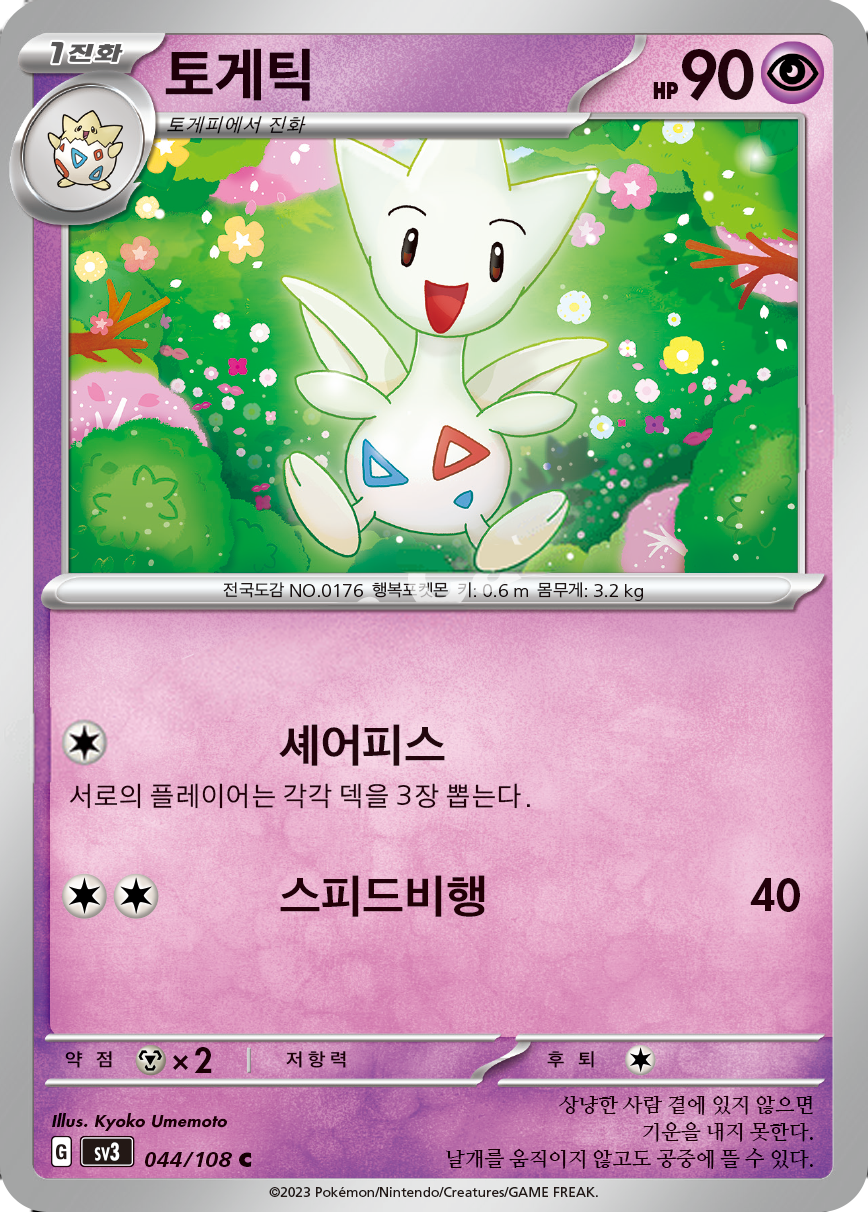 1진화
토게틱
HP 90
토게피에서 진화
전국도감 NO.0176 행복포켓몬 키: 0.6 m 몸무게: 3.2 kg
셰어피스
서로의 플레이어는 각각 덱을 3장 뽑는다.
스피드비행 40
약점 ×2 저항력 후퇴
Illus. Kyoko Umemoto
상냥한 사람 곁에 있지 않으면
기운을 내지 못한다.
날개를 움직이지 않고도 공중에 뜰 수 있다.
G sv3 044/108 C
©2023 Pokémon/Nintendo/Creatures/GAME FREAK.